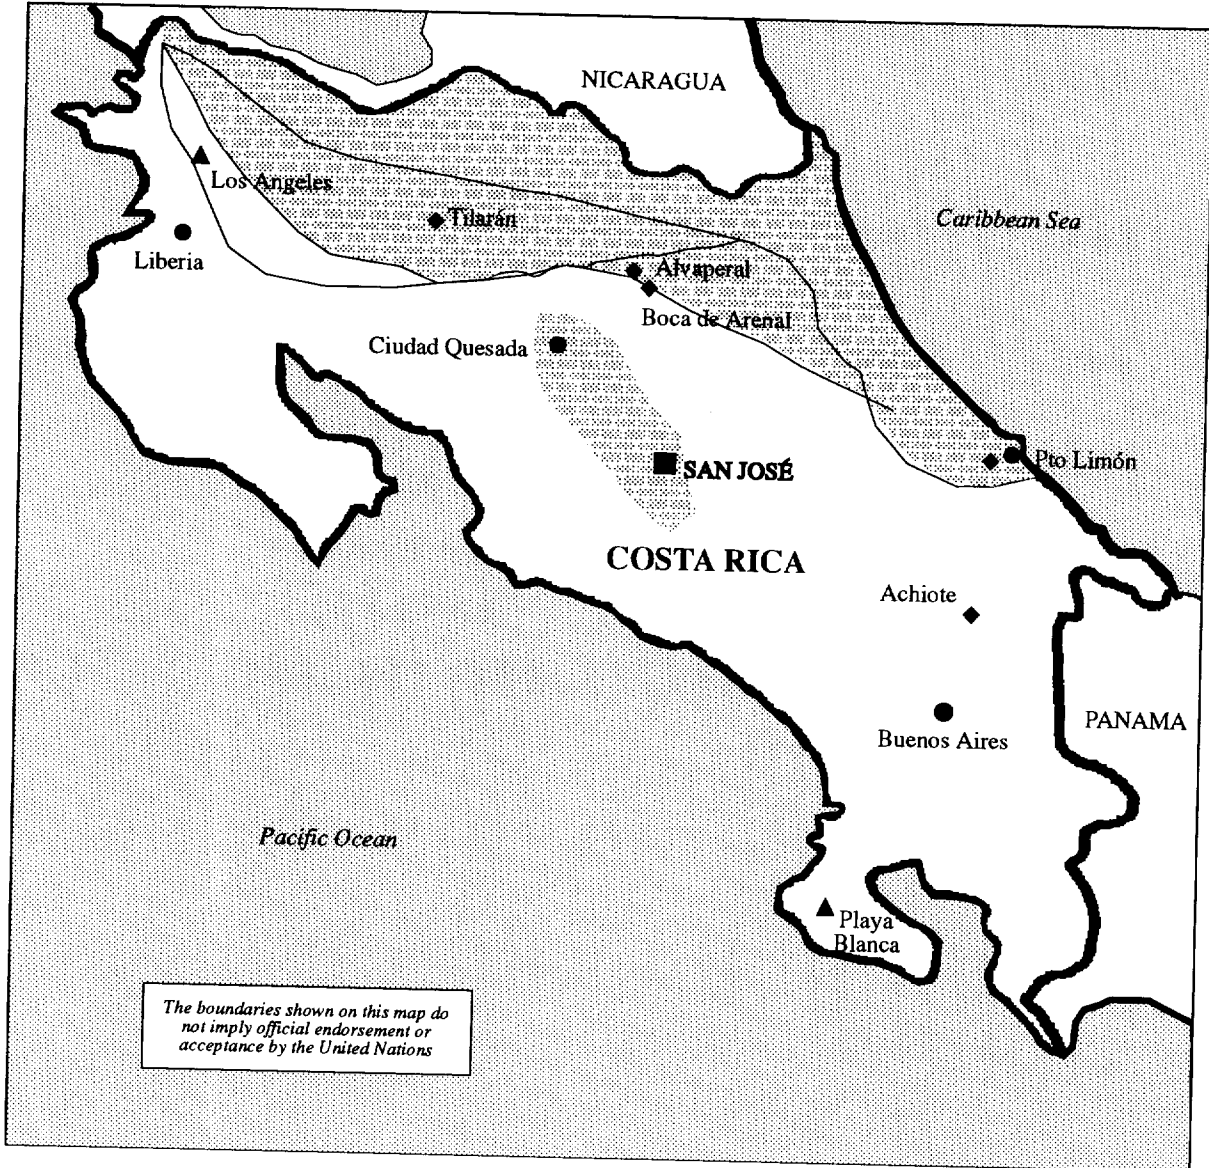 NICARAGUA
Los Angeles
Tilarán
Caribbean Sea
Liberia
Alvaperal
Boca de Arenal
Ciudad Quesada
SAN JOSÉ
Pto Limón
COSTA RICA
Achiote
PANAMA
Buenos Aires
Pacific Ocean
Playa
Blanca
The boundaries shown on this map do
not imply official endorsement or
acceptance by the United Nations